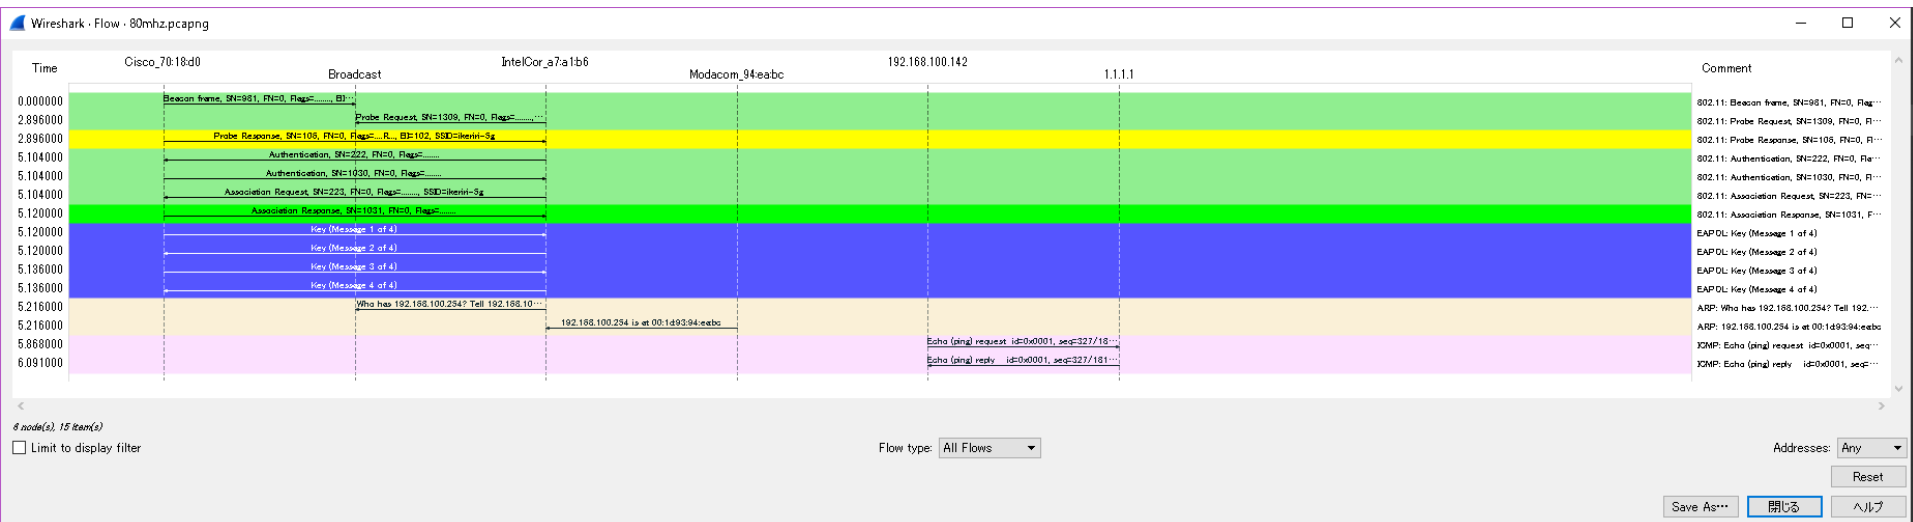 Wireshark · Flow · 80mhz.pcapng
Time Cisco_70:18:d0 Broadcast IntelCor_a7:a1:b6 Modacom_94:ea:bc 192.168.100.142 1.1.1.1 Comment
0.000000 Beacon frame, SN=981, FN=0, Flags=........, BI… 802.11: Beacon frame, SN=981, FN=0, Flag…
2.896000 Probe Request, SN=1309, FN=0, Flags=........,… 802.11: Probe Request, SN=1309, FN=0, Fl…
2.896000 Probe Response, SN=106, FN=0, Flags=....R..., BI=102, SSID=ikeriri-5g 802.11: Probe Response, SN=106, FN=0, Fl…
5.104000 Authentication, SN=222, FN=0, Flags=........ 802.11: Authentication, SN=222, FN=0, Fla…
5.104000 Authentication, SN=1030, FN=0, Flags=........ 802.11: Authentication, SN=1030, FN=0, Fl…
5.104000 Association Request, SN=223, FN=0, Flags=........, SSID=ikeriri-5g 802.11: Association Request, SN=223, FN=…
5.120000 Association Response, SN=1031, FN=0, Flags=........ 802.11: Association Response, SN=1031, F…
5.120000 Key (Message 1 of 4) EAPOL: Key (Message 1 of 4)
5.120000 Key (Message 2 of 4) EAPOL: Key (Message 2 of 4)
5.136000 Key (Message 3 of 4) EAPOL: Key (Message 3 of 4)
5.136000 Key (Message 4 of 4) EAPOL: Key (Message 4 of 4)
5.216000 Who has 192.168.100.254? Tell 192.168.10… ARP: Who has 192.168.100.254? Tell 192.…
5.216000 192.168.100.254 is at 00:1d:93:94:ea:bc ARP: 192.168.100.254 is at 00:1d:93:94:ea:bc
5.868000 Echo (ping) request id=0x0001, seq=327/18… ICMP: Echo (ping) request id=0x0001, seq…
6.091000 Echo (ping) reply id=0x0001, seq=327/181… ICMP: Echo (ping) reply id=0x0001, seq=…
6 node(s), 15 item(s)
Limit to display filter Flow type: All Flows Addresses: Any
Reset
Save As… 閉じる ヘルプ